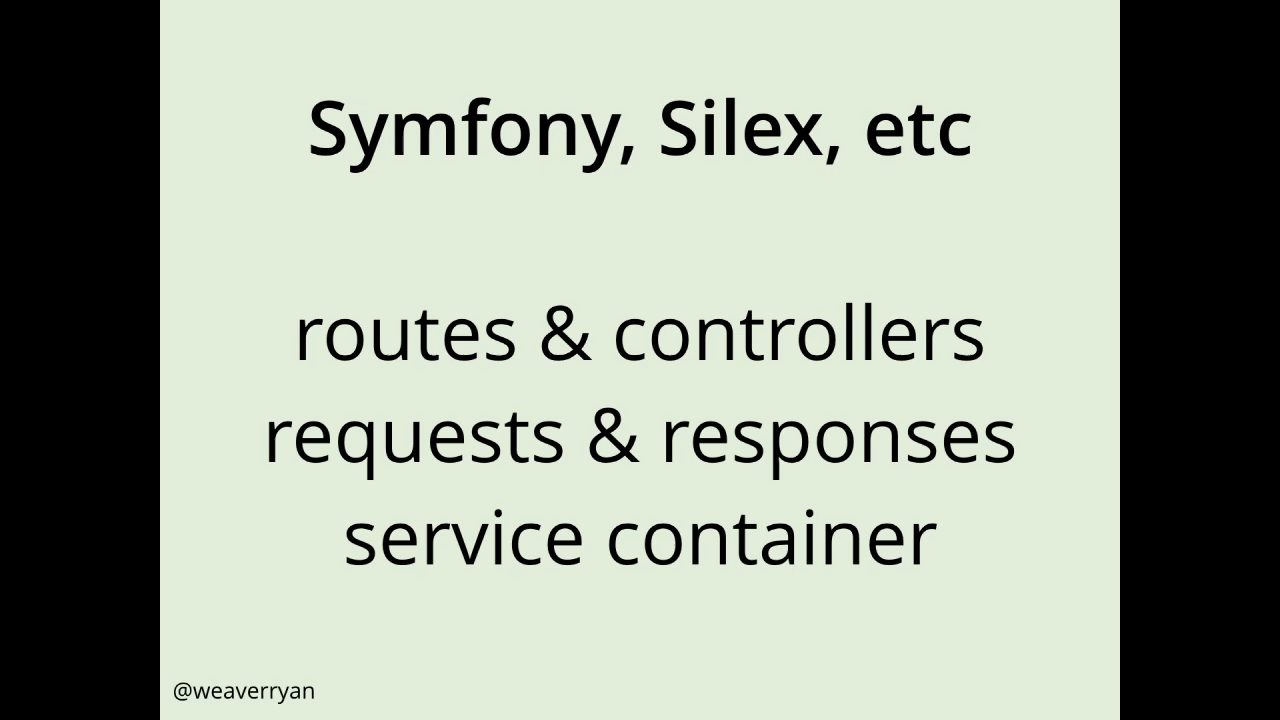 Symfony, Silex, etc
routes & controllers
requests & responses
service container
@weaverryan